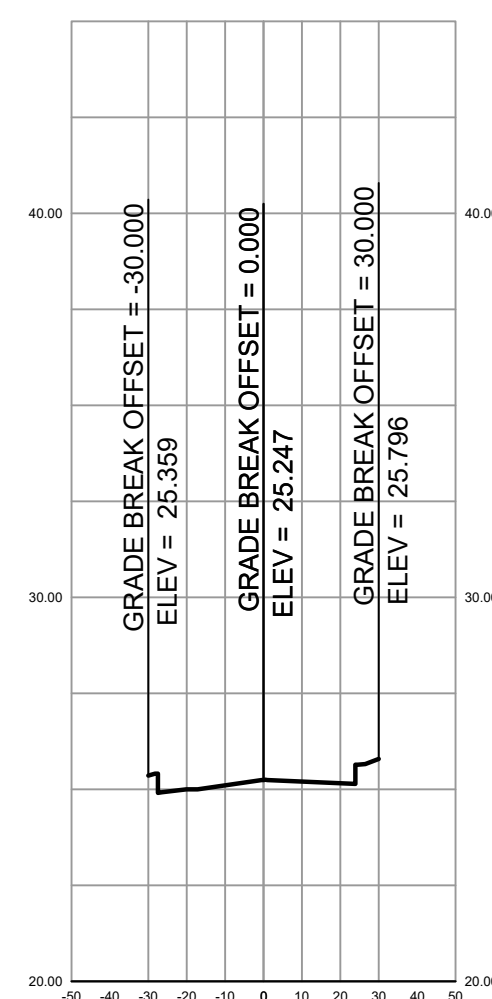 40.00
40.00
GRADE BREAK OFFSET = -30.000
ELEV = 25.359
GRADE BREAK OFFSET = 0.000
ELEV = 25.247
GRADE BREAK OFFSET = 30.000
ELEV = 25.796
30.00
30.00
20.00
20.00
-50 -40 -30 -20 -10 0 10 20 30 40 50